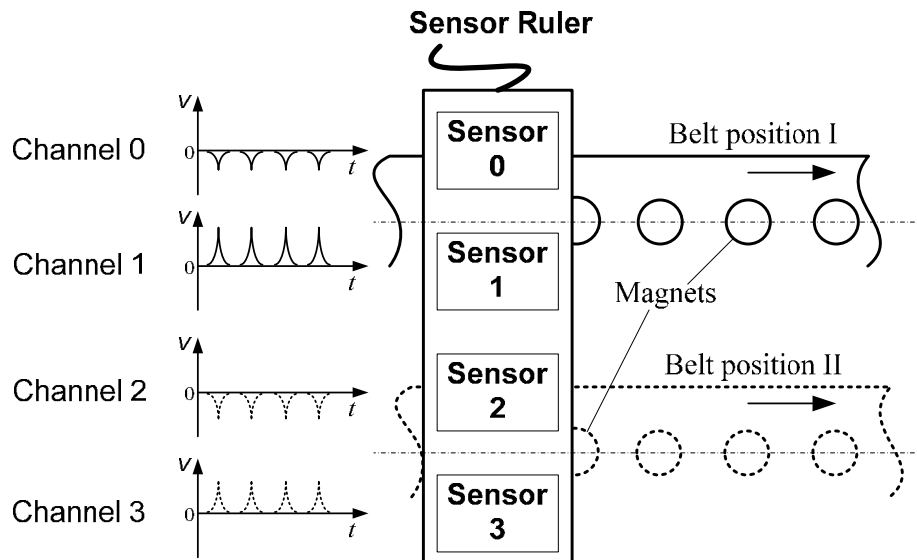 Sensor Ruler
V
Channel 0
0
t
Sensor
0
Belt position I
V
Channel 1
0
t
Sensor
1
Magnets
V
Channel 2
0
t
Sensor
2
Belt position II
V
Channel 3
0
t
Sensor
3